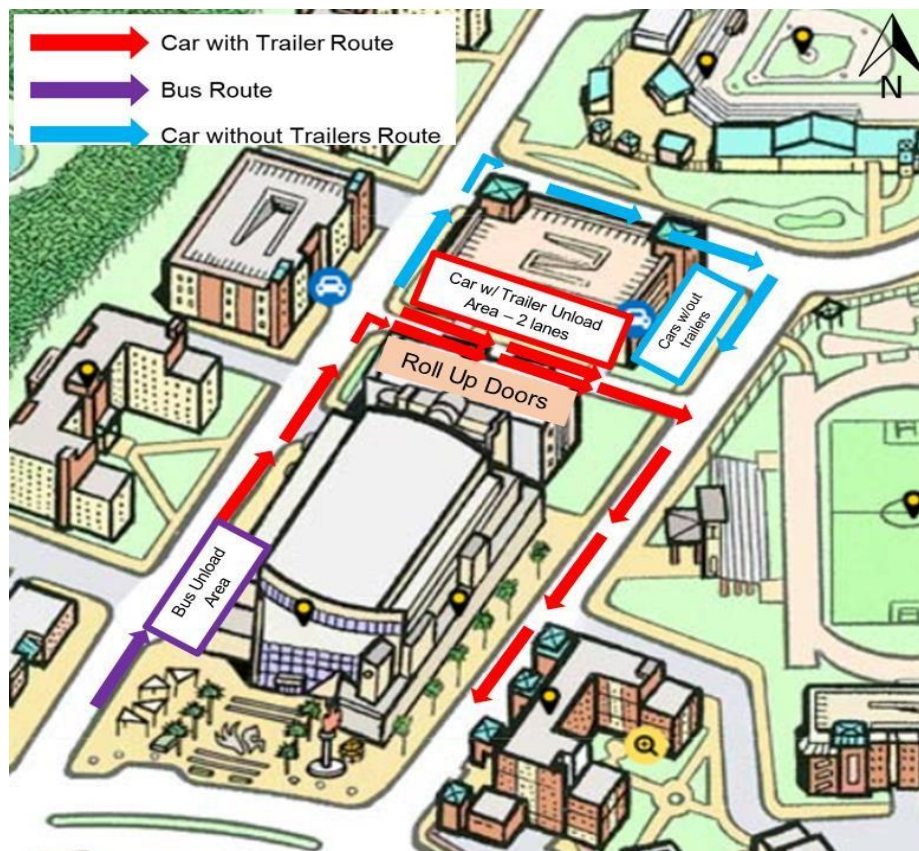 Car with Trailer Route
Bus Route
Car without Trailers Route
N
Car w/ Trailer Unload
Area – 2 lanes
Cars w/out
trailers
Roll Up Doors
Bus Unload
Area